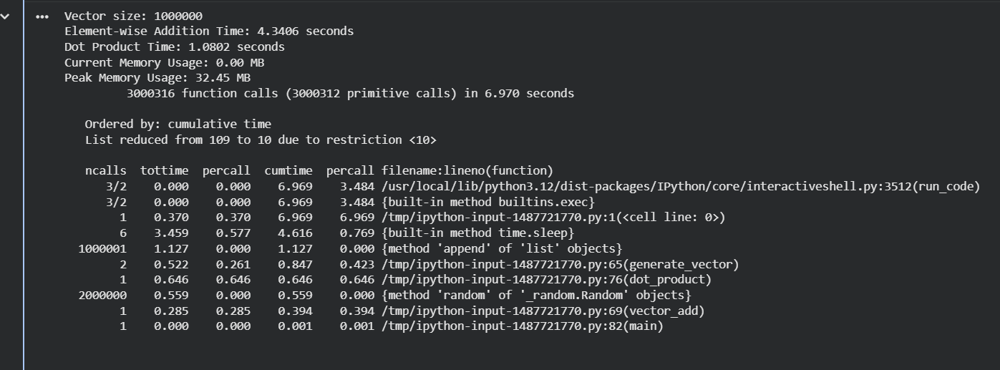 Vector size: 1000000
Element-wise Addition Time: 4.3406 seconds
Dot Product Time: 1.0802 seconds
Current Memory Usage: 0.00 MB
Peak Memory Usage: 32.45 MB
3000316 function calls (3000312 primitive calls) in 6.970 seconds
Ordered by: cumulative time
List reduced from 109 to 10 due to restriction <10>
ncalls tottime percall cumtime percall filename:lineno(function)
3/2 0.000 0.000 6.969 3.484 /usr/local/lib/python3.12/dist-packages/IPython/core/interactiveshell.py:3512(run_code)
3/2 0.000 0.000 6.969 3.484 {built-in method builtins.exec}
1 0.370 0.370 6.969 6.969 /tmp/ipython-input-1487721770.py:1(<cell line: 0>)
6 3.459 0.577 4.616 0.769 {built-in method time.sleep}
1000001 1.127 0.000 1.127 0.000 {method 'append' of 'list' objects}
2 0.522 0.261 0.847 0.423 /tmp/ipython-input-1487721770.py:65(generate_vector)
1 0.646 0.646 0.646 0.646 /tmp/ipython-input-1487721770.py:76(dot_product)
2000000 0.559 0.000 0.559 0.000 {method 'random' of '_random.Random' objects}
1 0.285 0.285 0.394 0.394 /tmp/ipython-input-1487721770.py:69(vector_add)
1 0.000 0.000 0.001 0.001 /tmp/ipython-input-1487721770.py:82(main)